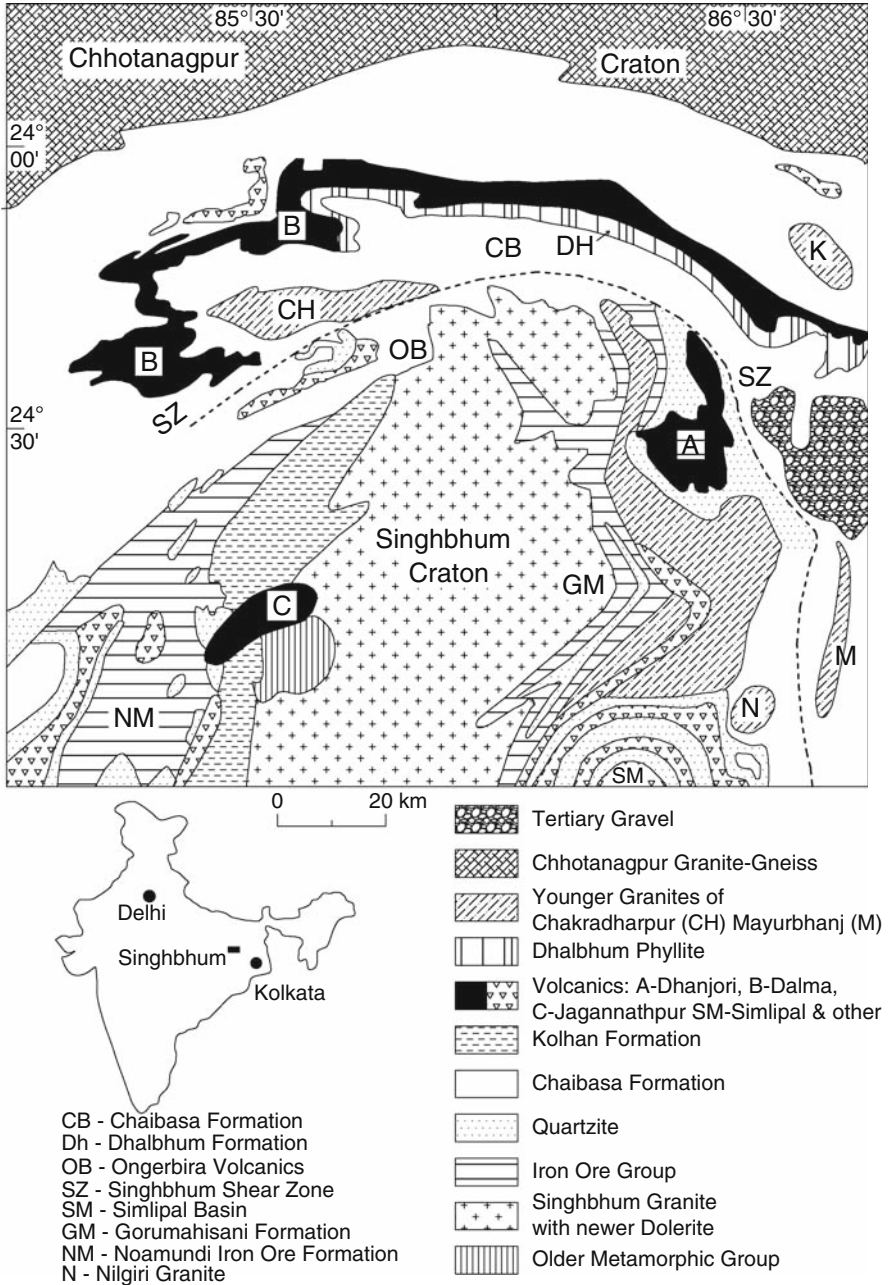 85° 30'
86° 30'
Chhotanagpur
Craton
24°
00'
B
K
CB
DH
CH
B
OB
SZ
SZ
24°
30'
A
Singhbhum
Craton
GM
C
M
NM
N
SM
0
20 km
Delhi
Singhbhum
Kolkata
CB - Chaibasa Formation
Dh - Dhalbhum Formation
OB - Ongerbira Volcanics
SZ - Singhbhum Shear Zone
SM - Simlipal Basin
GM - Gorumahisani Formation
NM - Noamundi Iron Ore Formation
N - Nilgiri Granite
Tertiary Gravel
Chhotanagpur Granite-Gneiss
Younger Granites of
Chakradharpur (CH) Mayurbhanj (M)
Dhalbhum Phyllite
Volcanics: A-Dhanjori, B-Dalma,
C-Jagannathpur SM-Simlipal & other
Kolhan Formation
Chaibasa Formation
Quartzite
Iron Ore Group
Singhbhum Granite
with newer Dolerite
Older Metamorphic Group